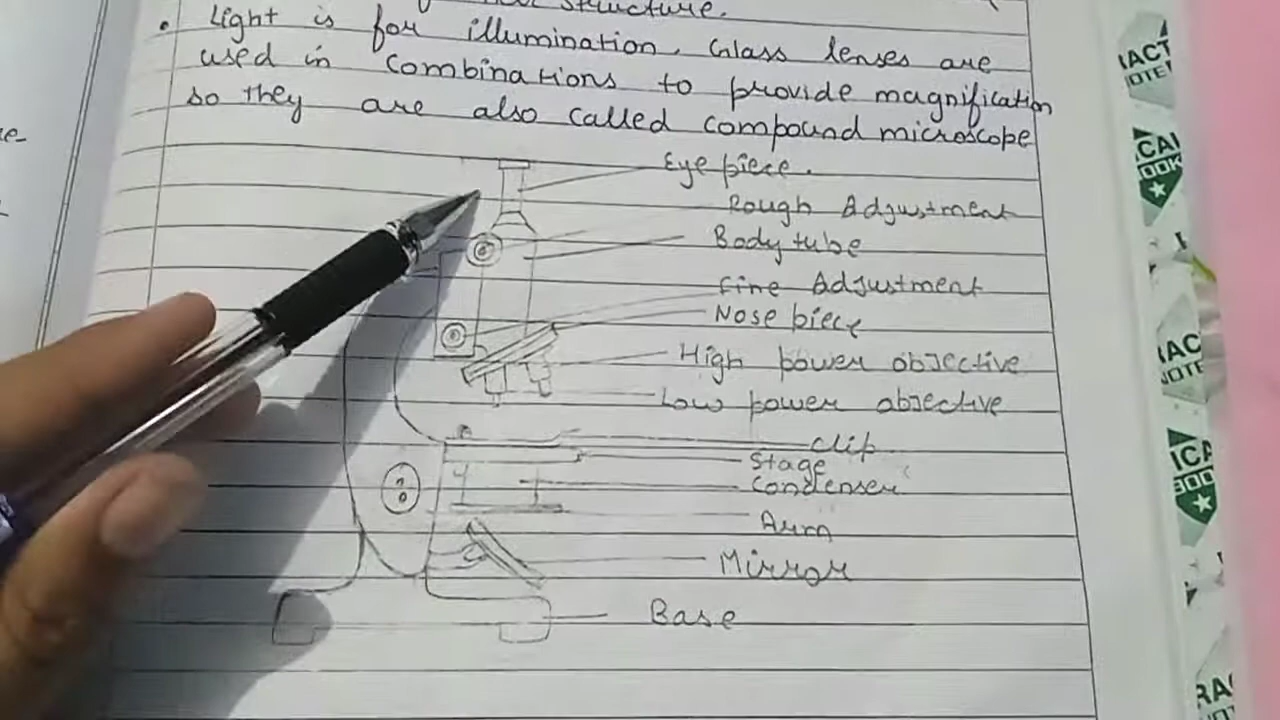 structure.
• Light is for illumination. Glass lenses are
used in combinations to provide magnification
so they are also called compound microscope
Eye piece.
Rough Adjustment
Body tube
Fine Adjustment
Nose piece
High power objective
Low power objective
Clip
Stage
Condenser
Arm
Mirror
Base